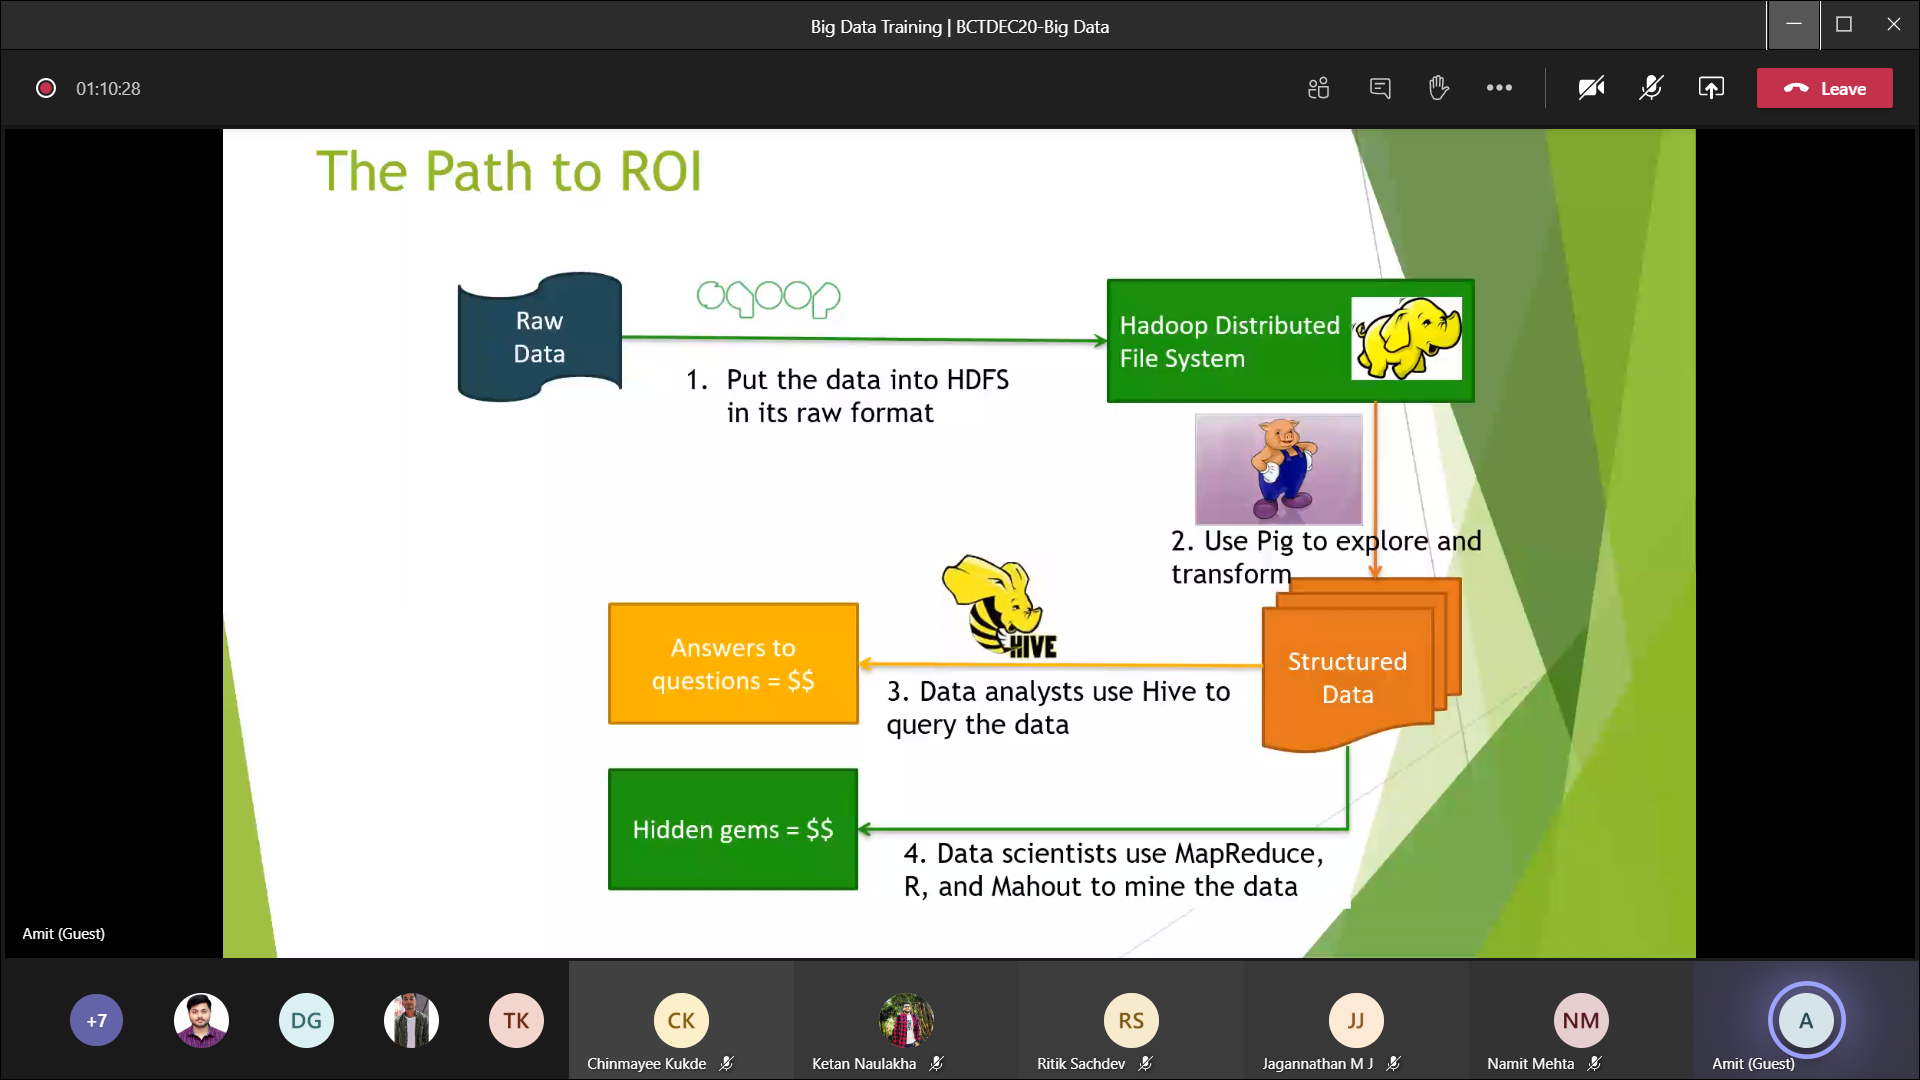 Big Data Training | BCTDEC20-Big Data
01:10:28
Leave
The Path to ROI
Raw
Data
sqoop
Hadoop Distributed
File System
1. Put the data into HDFS
in its raw format
2. Use Pig to explore and
transform
HIVE
Answers to
questions = $$
Structured
Data
3. Data analysts use Hive to
query the data
Hidden gems = $$
4. Data scientists use MapReduce,
R, and Mahout to mine the data
Amit (Guest)
+7
DG
TK
CK
RS
JJ
NM
A
Chinmayee Kukde
Ketan Naulakha
Ritik Sachdev
Jagannathan M J
Namit Mehta
Amit (Guest)